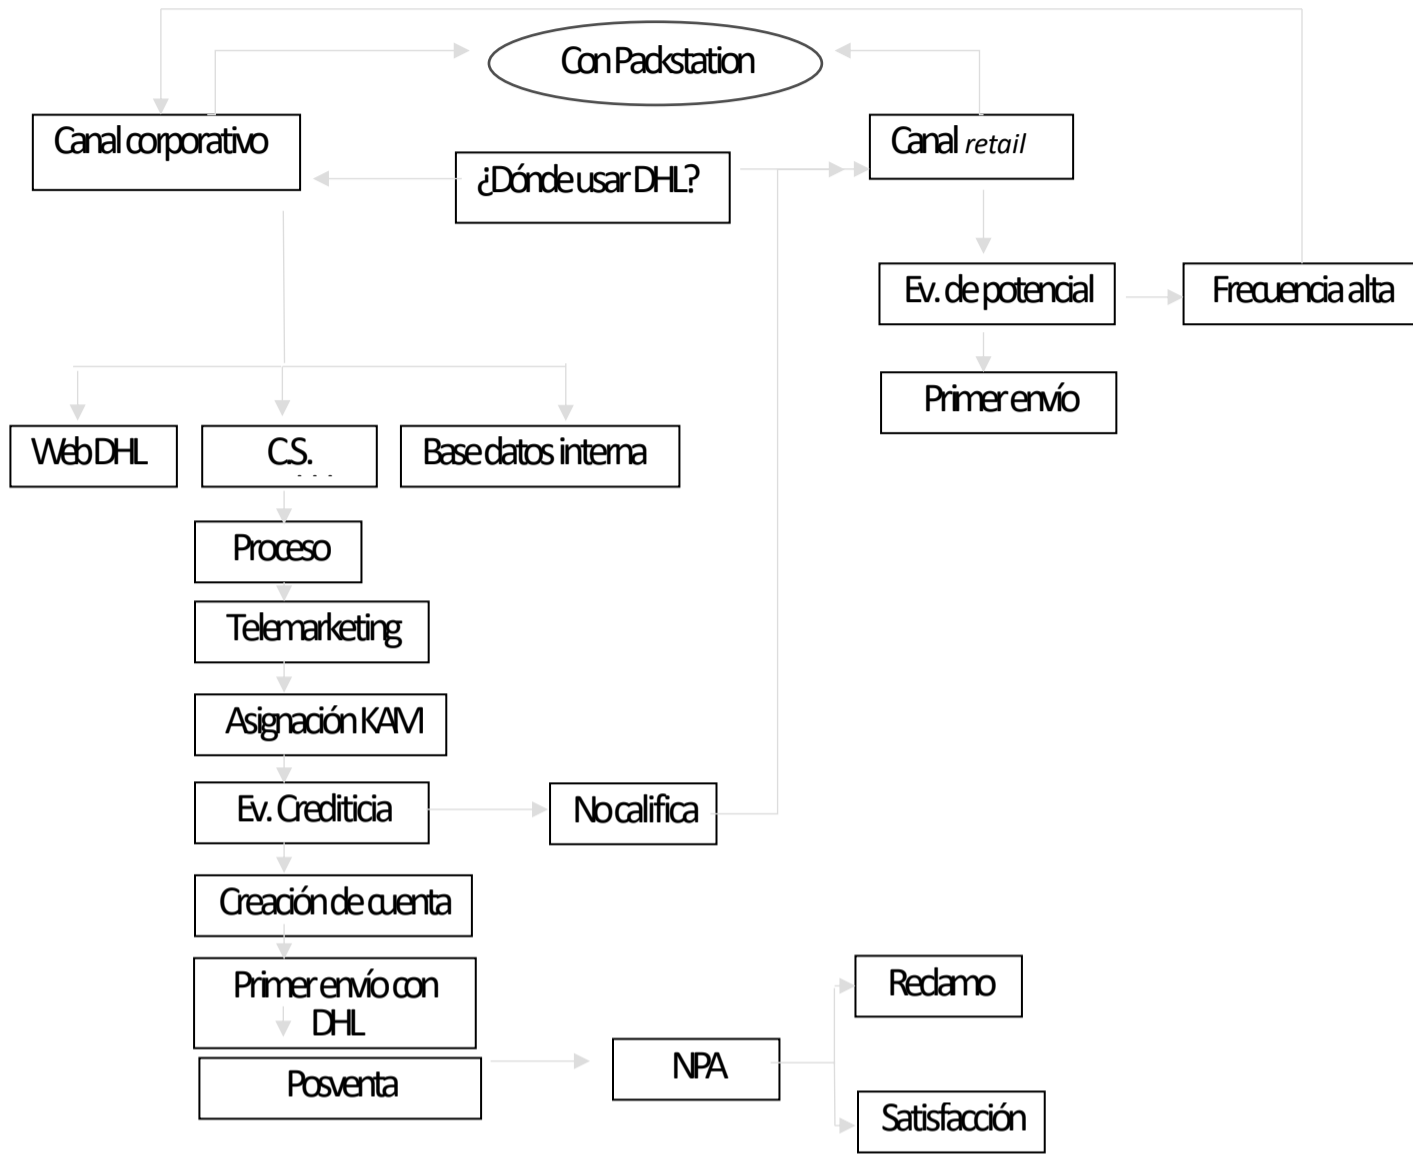 Con Packstation
Canal corporativo
Canal retail
¿Dónde usar DHL?
Ev. de potencial
Frecuencia alta
Primer envío
Web DHL
C.S.
Base datos interna
Proceso
Telemarketing
Asignación KAM
Ev. Crediticia
No califica
Creación de cuenta
Primer envío con
DHL
Reclamo
NPA
Posventa
Satisfacción